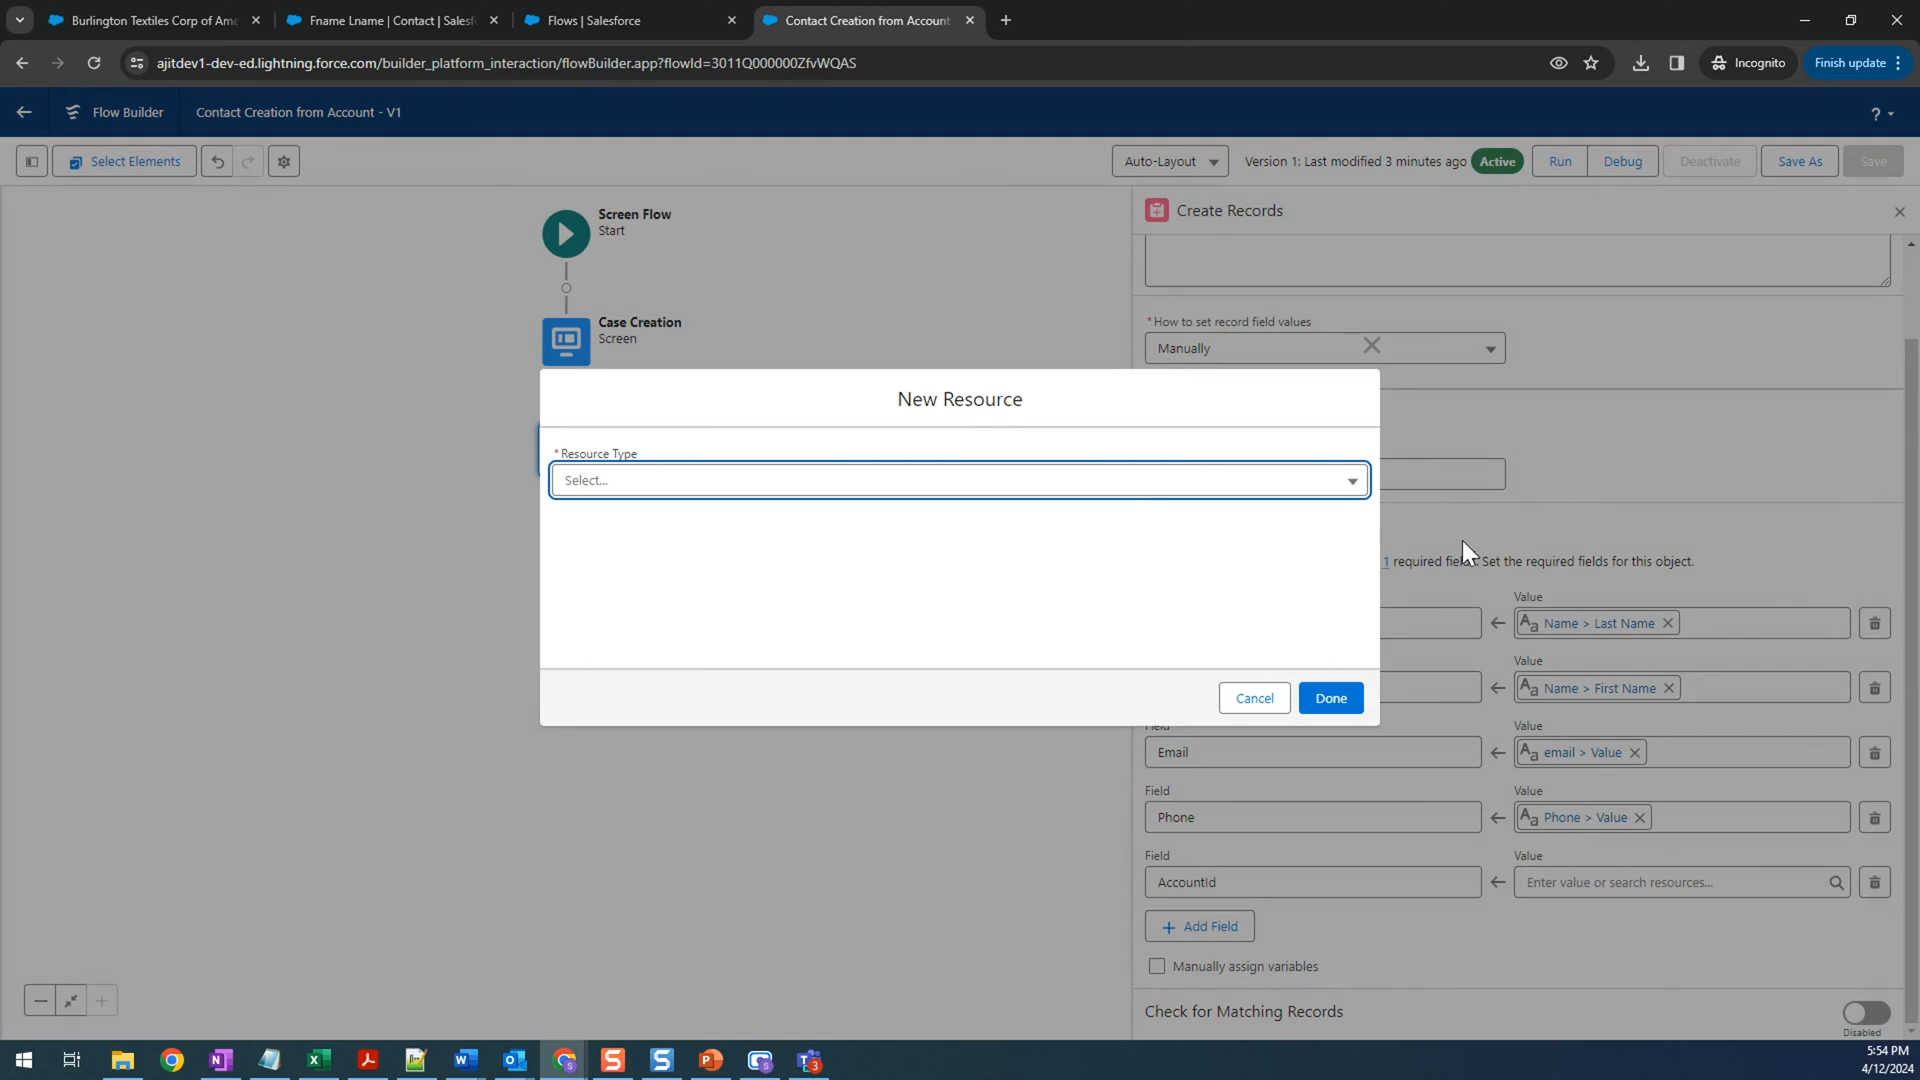 Burlington Textiles Corp of Ame
Fname Lname | Contact | Salesf
Flows | Salesforce
Contact Creation from Account
ajitdev1-dev-ed.lightning.force.com/builder_platform_interaction/flowBuilder.app?flowId=3011Q000000ZfvWQAS
Incognito
Finish update
Flow Builder
Contact Creation from Account - V1
?
Select Elements
Auto-Layout
Version 1: Last modified 3 minutes ago
Active
Run
Debug
Deactivate
Save As
Save
Screen Flow
Start
Case Creation
Screen
Create Records
* How to set record field values
Manually
New Resource
* Resource Type
Select...
Cancel
Done
1 required field. Set the required fields for this object.
Value
Aa Name > Last Name
Value
Aa Name > First Name
Field
Value
Email
Aa email > Value
Field
Value
Phone
Aa Phone > Value
Field
Value
AccountId
Enter value or search resources...
+ Add Field
Manually assign variables
Check for Matching Records
Disabled
5:54 PM
4/12/2024